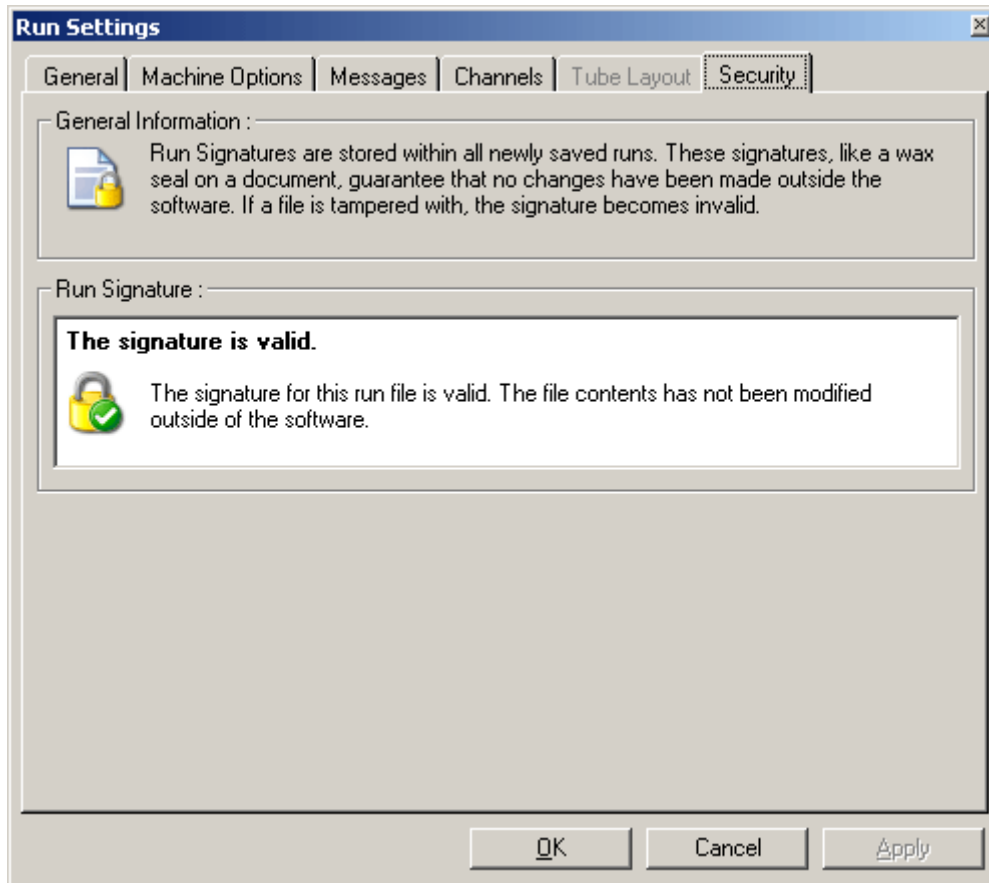 Run Settings
General Machine Options Messages Channels Tube Layout Security
General Information :
Run Signatures are stored within all newly saved runs. These signatures, like a wax
seal on a document, guarantee that no changes have been made outside the
software. If a file is tampered with, the signature becomes invalid.
Run Signature :
The signature is valid.
The signature for this run file is valid. The file contents has not been modified
outside of the software.
OK Cancel Apply